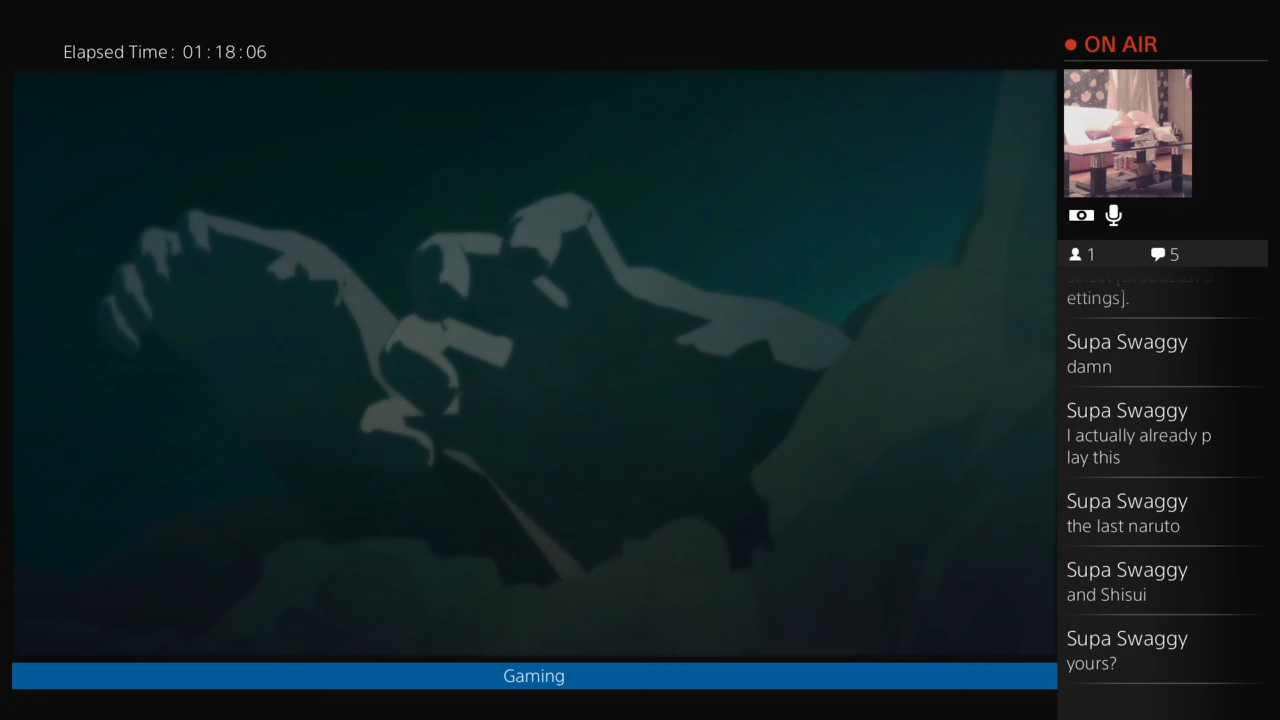 Elapsed Time: 01:18:06
ON AIR
1
5
ettings].
Supa Swaggy
damn
Supa Swaggy
I actually already p
lay this
Supa Swaggy
the last naruto
Supa Swaggy
and Shisui
Supa Swaggy
yours?
Gaming